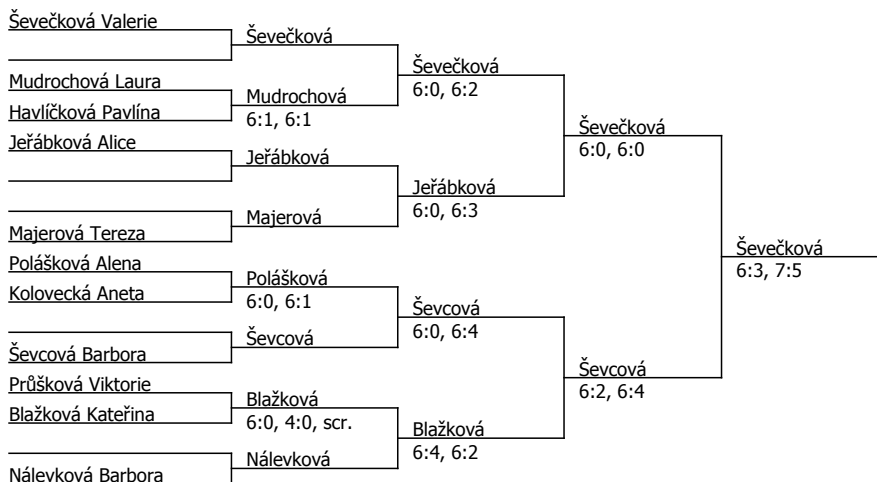 Ševečková Valerie
Ševečková
Ševečková
6:0, 6:2
Mudrochová Laura
Mudrochová
6:1, 6:1
Havlíčková Pavlína
Ševečková
6:0, 6:0
Jeřábková Alice
Jeřábková
Jeřábková
6:0, 6:3
Majerová
Majerová Tereza
Ševečková
6:3, 7:5
Polášková Alena
Polášková
6:0, 6:1
Kolovecká Aneta
Ševcová
6:0, 6:4
Ševcová
Ševcová Barbora
Ševcová
6:2, 6:4
Průšková Viktorie
Blažková
6:0, 4:0, scr.
Blažková Kateřina
Blažková
6:4, 6:2
Nálevková
Nálevková Barbora